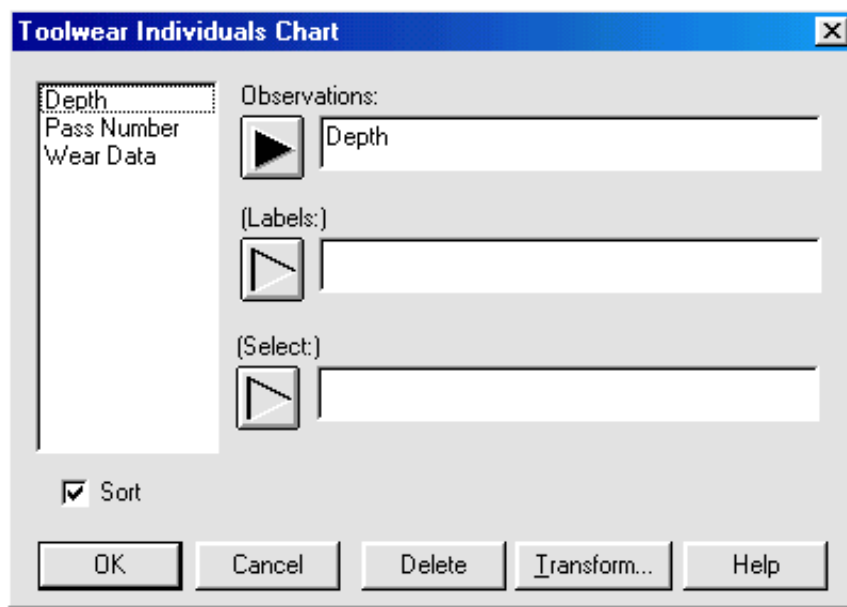 Toolwear Individuals Chart
Depth
Pass Number
Wear Data
Observations:
Depth
(Labels:)
(Select:)
Sort
OK
Cancel
Delete
Transform...
Help